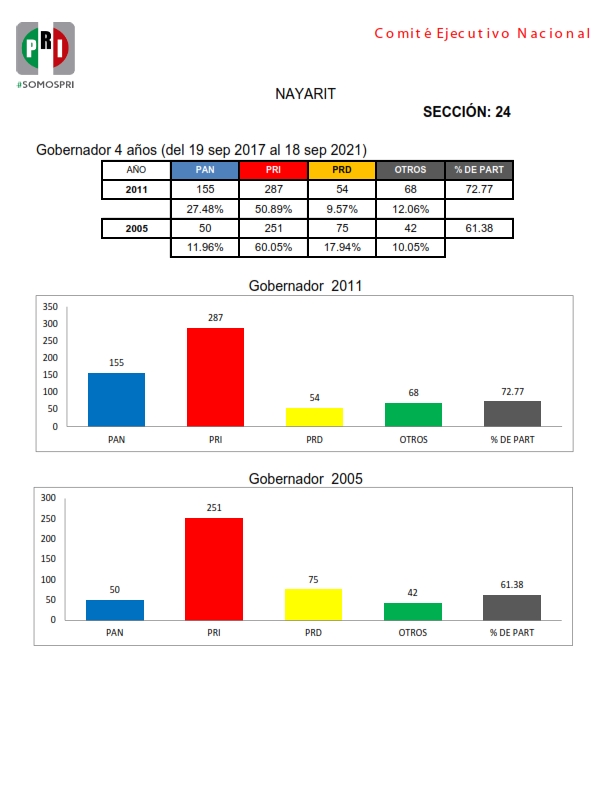 Comité Ejecutivo Nacional
PRI
#SOMOSPRI
NAYARIT
SECCIÓN: 24
Gobernador 4 años (del 19 sep 2017 al 18 sep 2021)
AÑO PAN PRI PRD OTROS % DE PART
2011 155 287 54 68 72.77
27.48% 50.89% 9.57% 12.06%
2005 50 251 75 42 61.38
11.96% 60.05% 17.94% 10.05%
Gobernador 2011
350
300
250
200
150
100
50
0
155
287
54
68
72.77
PAN PRI PRD OTROS % DE PART
Gobernador 2005
300
250
200
150
100
50
0
50
251
75
42
61.38
PAN PRI PRD OTROS % DE PART